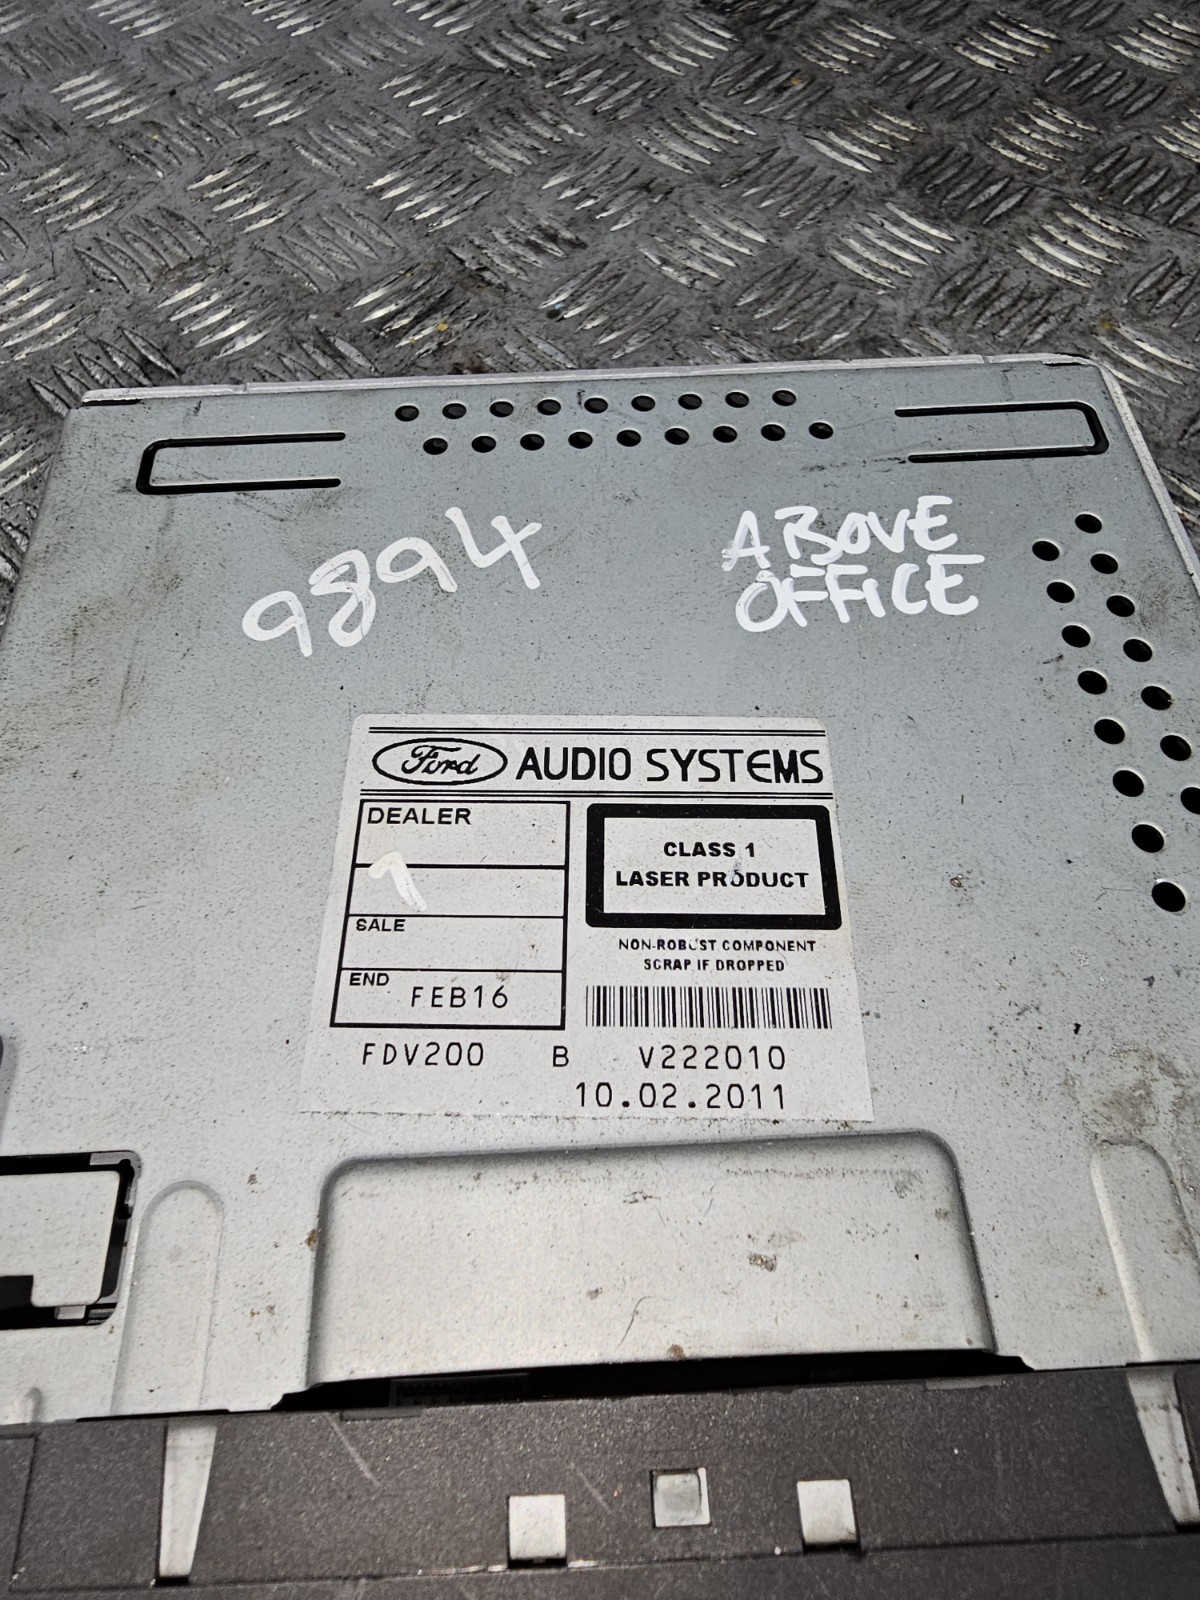 9894
ABOVE
OFFICE
Ford AUDIO SYSTEMS
DEALER
1
SALE
END FEB16
CLASS 1
LASER PRODUCT
NON-ROBUST COMPONENT
SCRAP IF DROPPED
FDV200 B V222010
10.02.2011